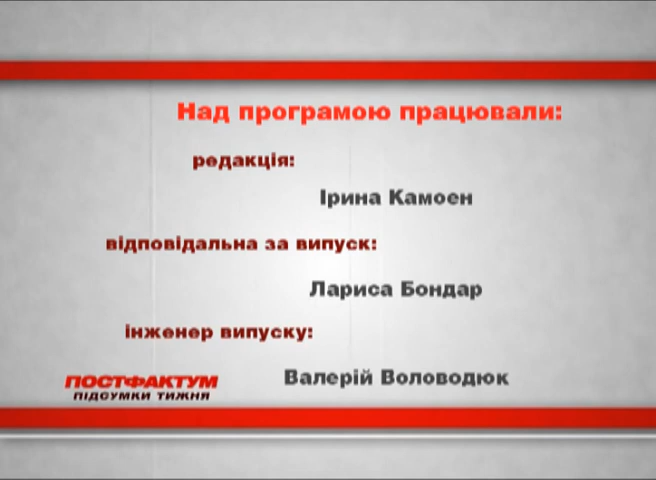 Над програмою працювали:
редакція:
Ірина Камоен
відповідальна за випуск:
Лариса Бондар
інженер випуску:
Валерій Воловодюк
ПОСТФАКТУМ
ПІДСУМКИ ТИЖНЯ